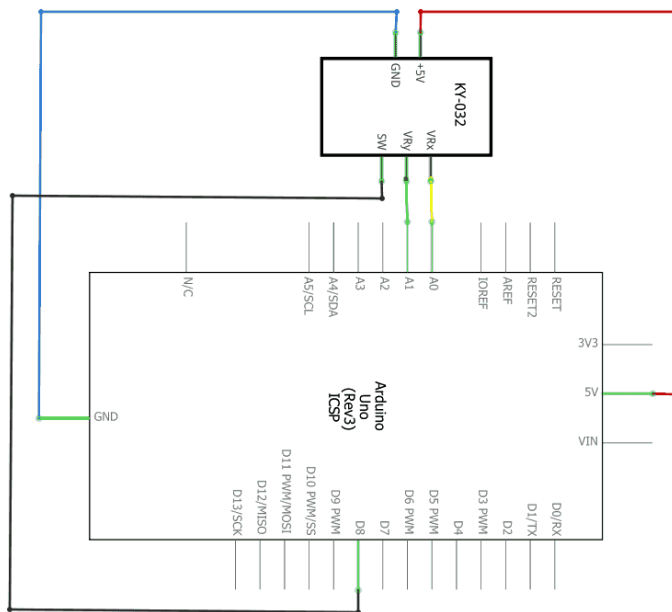 GND
+5V
KY-032
SW
VRy
VRx
N/C
A5/SCL
A4/SDA
A3
A2
A1
A0
IOREF
AREF
RESET2
RESET
3V3
5V
VIN
GND
Arduino
Uno
(Rev3)
ICSP
D13/SCK
D12/MISO
D11 PWM/MOSI
D10 PWM/SS
D9 PWM
D8
D7
D6 PWM
D5 PWM
D4
D3 PWM
D2
D1/TX
D0/RX